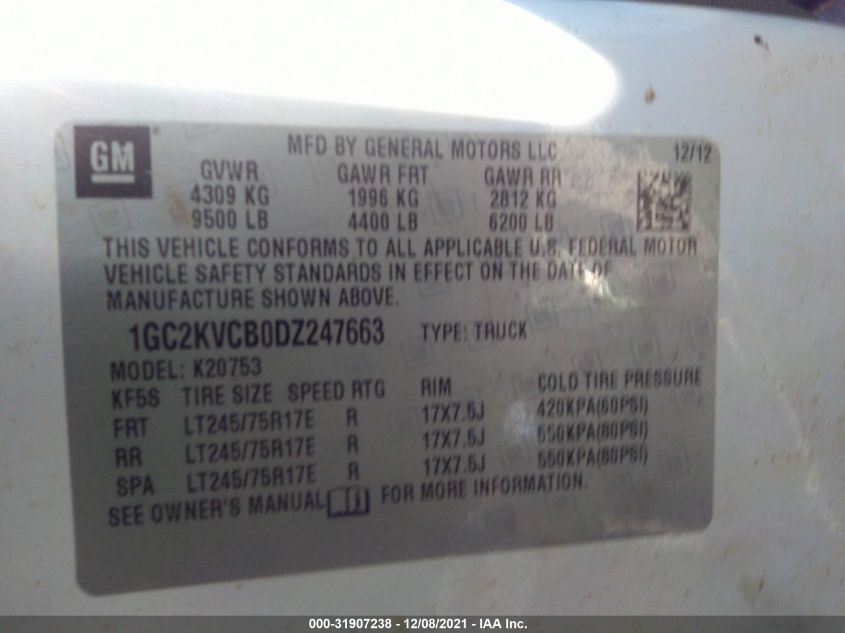 GM
MFD BY GENERAL MOTORS LLC 12/12
GVWR GAWR FRT GAWR RR
4309 KG 1996 KG 2812 KG
9500 LB 4400 LB 6200 LB
THIS VEHICLE CONFORMS TO ALL APPLICABLE U.S. FEDERAL MOTOR
VEHICLE SAFETY STANDARDS IN EFFECT ON THE DATE OF
MANUFACTURE SHOWN ABOVE.
1GC2KVCB0DZ247663 TYPE: TRUCK
MODEL: K20753
KF5S TIRE SIZE SPEED RTG RIM COLD TIRE PRESSURE
FRT LT245/75R17E R 17X7.5J 420KPA(60PSI)
RR LT245/75R17E R 17X7.5J 550KPA(80PSI)
SPA LT245/75R17E R 17X7.5J 550KPA(80PSI)
SEE OWNER'S MANUAL FOR MORE INFORMATION.
000-31907238 - 12/08/2021 - IAA Inc.